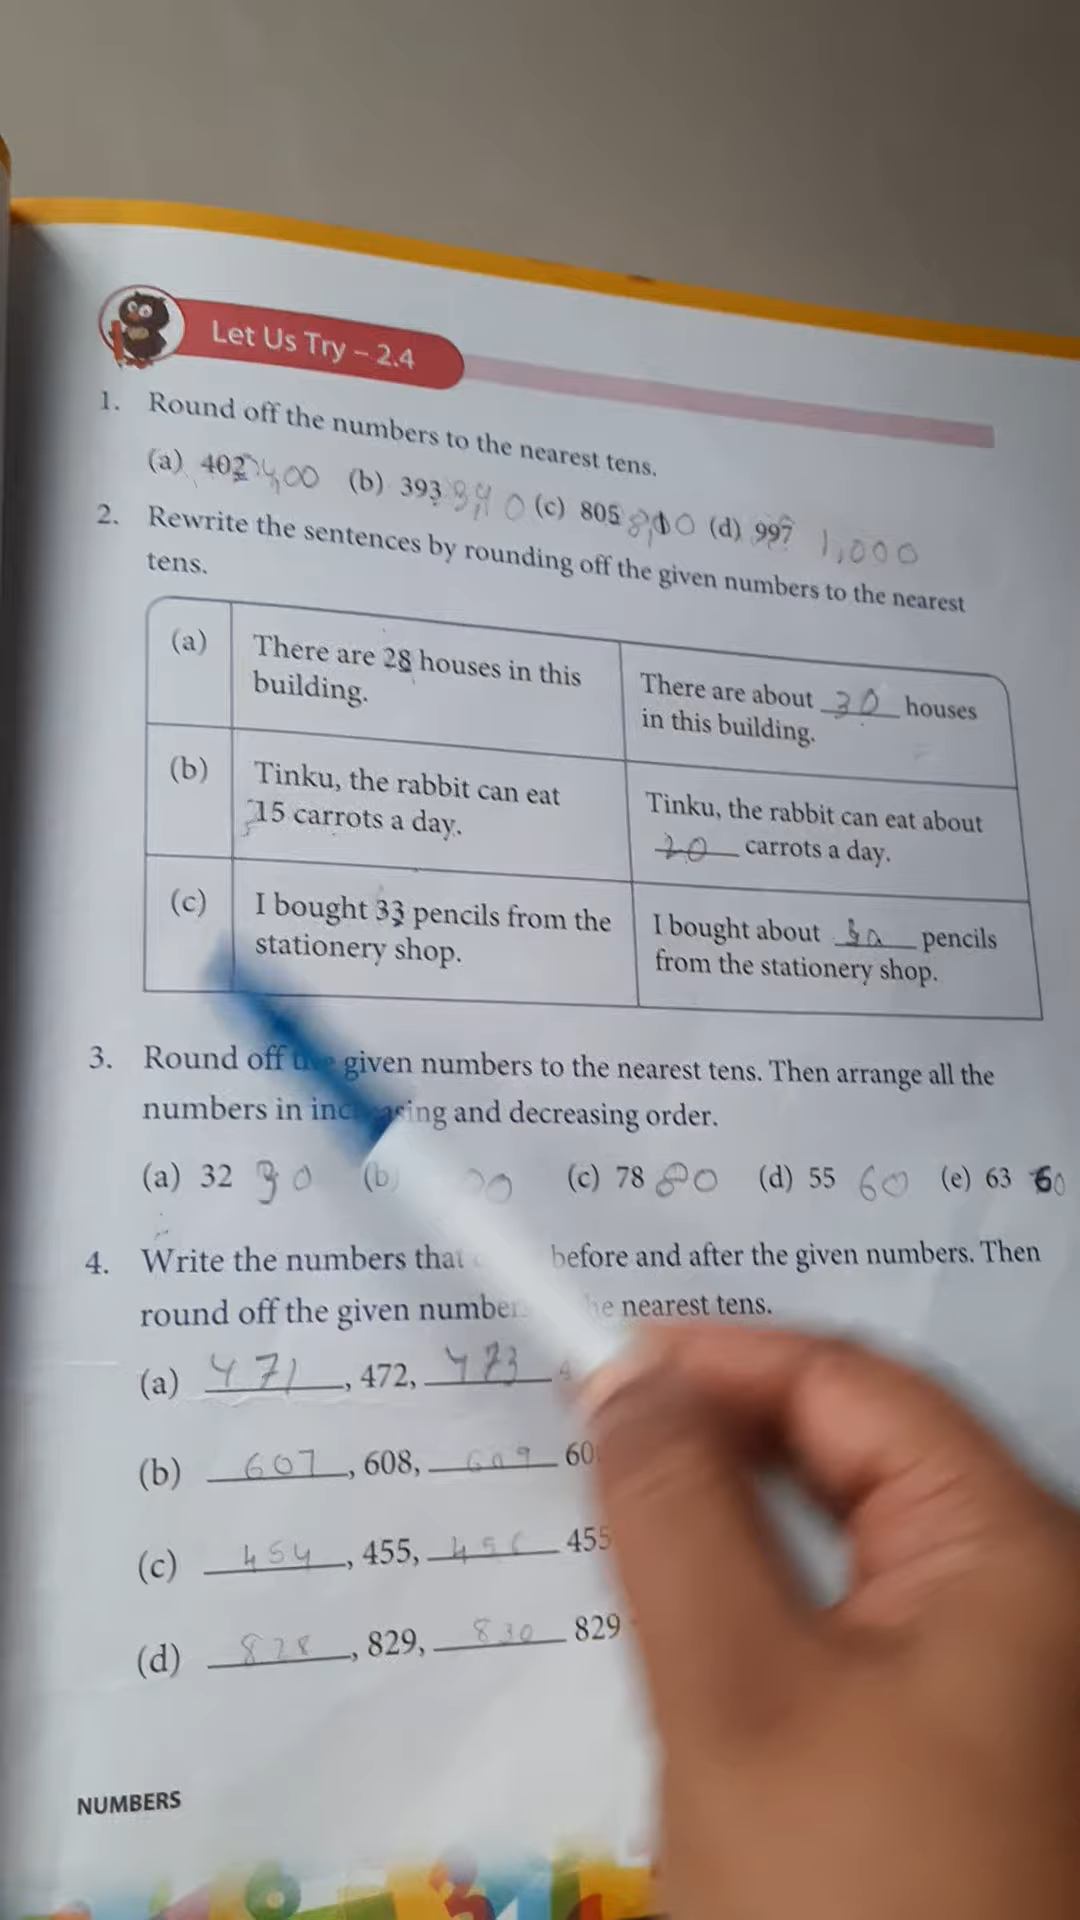 Let Us Try – 2.4
1. Round off the numbers to the nearest tens.
(a) 402 400 (b) 393 (c) 805 (d) 997 1,000
2. Rewrite the sentences by rounding off the given numbers to the nearest
tens.
(a) There are 28 houses in this There are about 30 houses
building. in this building.
(b) Tinku, the rabbit can eat Tinku, the rabbit can eat about
15 carrots a day. 20 carrots a day.
(c) I bought 33 pencils from the I bought about pencils
stationery shop. from the stationery shop.
3. Round off given numbers to the nearest tens. Then arrange all the
numbers in increasing and decreasing order.
(a) 32 30 (b) (c) 78 80 (d) 55 60 (e) 63 60
4. Write the numbers that before and after the given numbers. Then
round off the given nearest tens.
(a) 471, 472, 473
(b) 607, 608, 609
(c) 454, 455, 456 455
(d) 828, 829, 830 829
NUMBERS